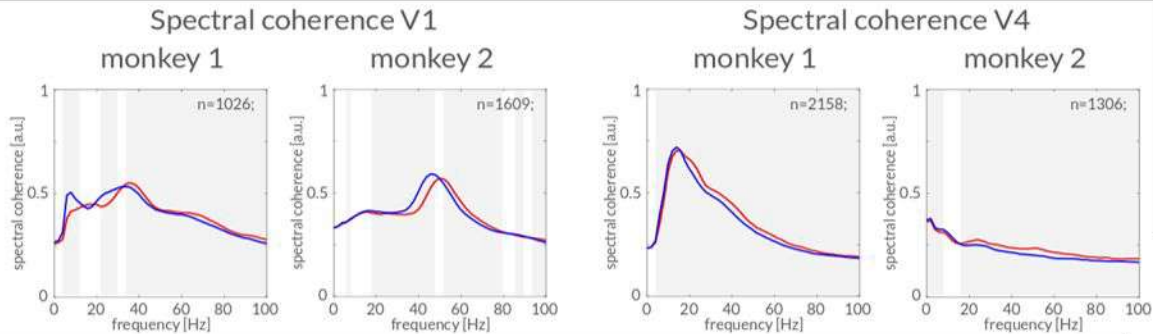 Spectral coherence V1
Spectral coherence V4
monkey 1
monkey 2
monkey 1
monkey 2
1
0.5
0
spectral coherence [a.u.]
n=1026;
0 20 40 60 80 100
frequency [Hz]
1
0.5
0
spectral coherence [a.u.]
n=1609;
0 20 40 60 80 100
frequency [Hz]
1
0.5
0
spectral coherence [a.u.]
n=2158;
0 20 40 60 80 100
frequency [Hz]
1
0.5
0
spectral coherence [a.u.]
n=1306;
0 20 40 60 80 100
frequency [Hz]